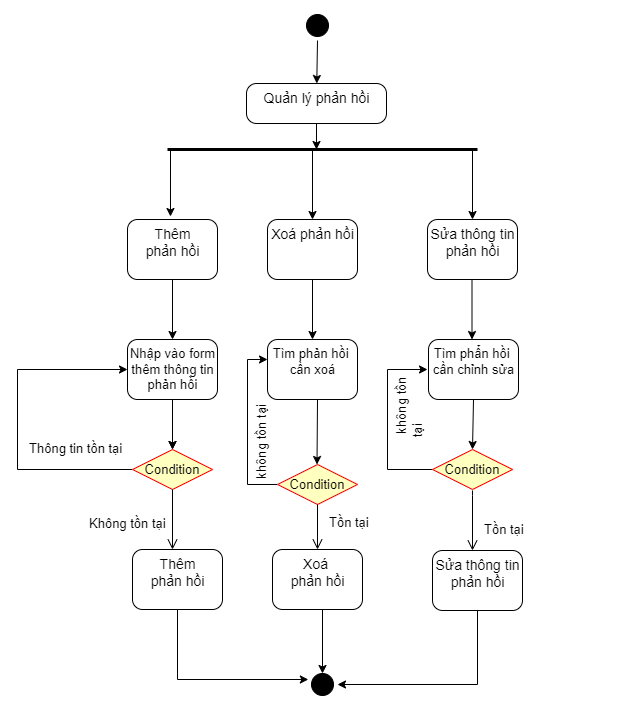 Quản lý phản hồi
Thêm
phản hồi
Xoá phản hồi
Sửa thông tin
phản hồi
Nhập vào form
thêm thông tin
phản hồi
Tìm phản hồi
cần xoá
Tìm phẩn hồi
cần chỉnh sửa
không tồn tại
không tồn
tại
Thông tin tồn tại
Condition
Condition
Condition
Không tồn tại
Tồn tại
Tồn tại
Thêm
phản hồi
Xoá
phản hồi
Sửa thông tin
phản hồi